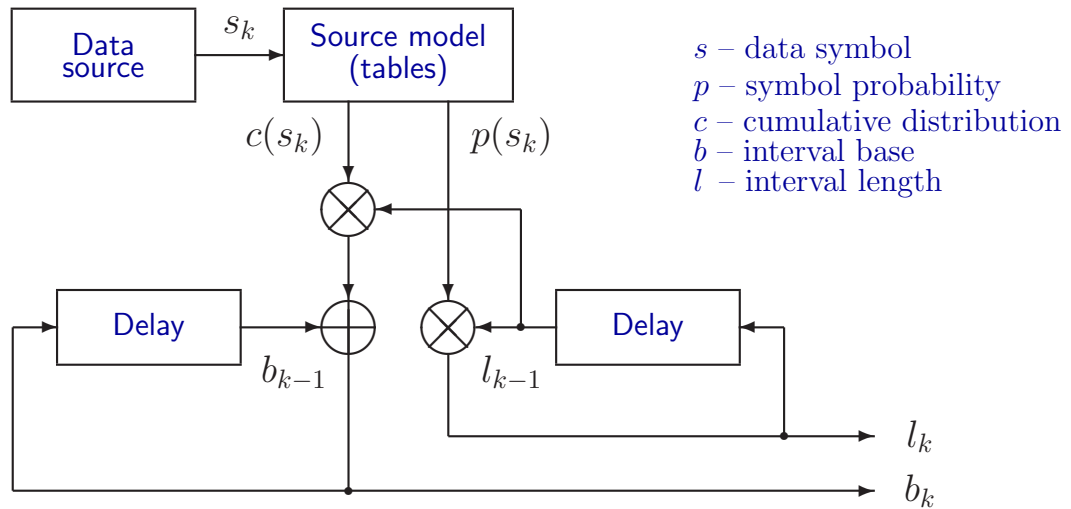 Data
source
s_k
Source model
(tables)
s – data symbol
p – symbol probability
c – cumulative distribution
b – interval base
l – interval length
c(s_k)
p(s_k)
Delay
Delay
b_{k−1}
l_{k−1}
l_k
b_k